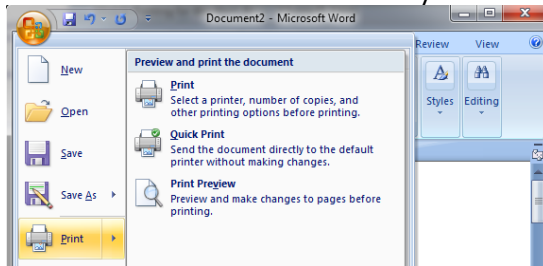 Document2 - Microsoft Word
Review View
New
Open
Save
Save As
Print
Preview and print the document
Print
Select a printer, number of copies, and
other printing options before printing.
Quick Print
Send the document directly to the default
printer without making changes.
Print Preview
Preview and make changes to pages before
printing.
Styles Editing